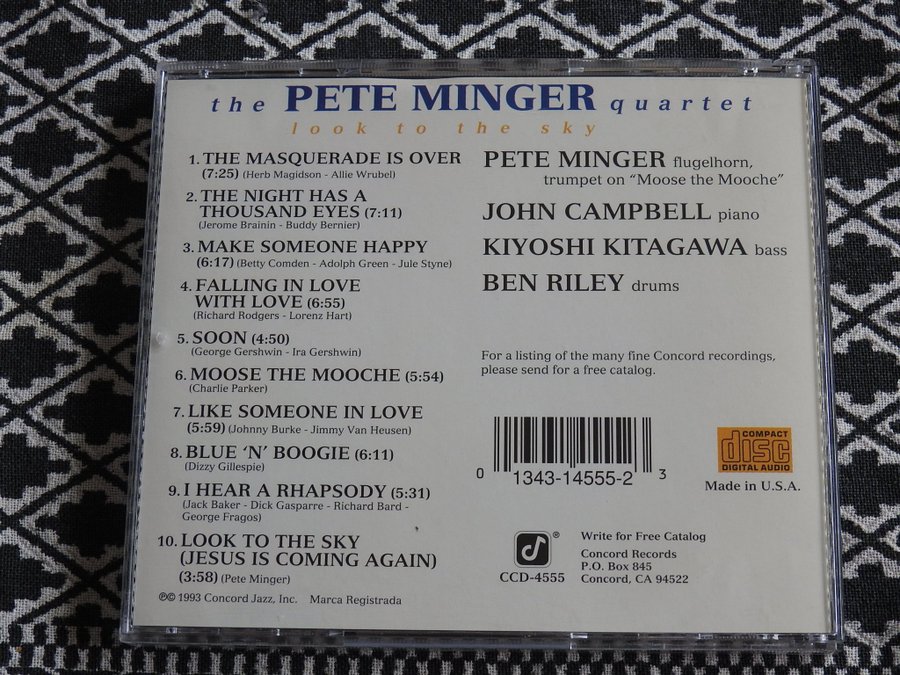 the PETE MINGER quartet
look to the sky
1. THE MASQUERADE IS OVER
(7:25) (Herb Magidson - Allie Wrubel)
2. THE NIGHT HAS A
THOUSAND EYES (7:11)
(Jerome Brainin - Buddy Bernier)
3. MAKE SOMEONE HAPPY
(6:17) (Betty Comden - Adolph Green - Jule Styne)
4. FALLING IN LOVE
WITH LOVE (6:55)
(Richard Rodgers - Lorenz Hart)
5. SOON (4:50)
(George Gershwin - Ira Gershwin)
6. MOOSE THE MOOCHE (5:54)
(Charlie Parker)
7. LIKE SOMEONE IN LOVE
(5:59) (Johnny Burke - Jimmy Van Heusen)
8. BLUE 'N' BOOGIE (6:11)
(Dizzy Gillespie)
9. I HEAR A RHAPSODY (5:31)
(Jack Baker - Dick Gasparre - Richard Bard -
George Fragos)
10. LOOK TO THE SKY
(JESUS IS COMING AGAIN)
(3:58) (Pete Minger)
℗© 1993 Concord Jazz, Inc. Marca Registrada
PETE MINGER flugelhorn,
trumpet on "Moose the Mooche"
JOHN CAMPBELL piano
KIYOSHI KITAGAWA bass
BEN RILEY drums
For a listing of the many fine Concord recordings,
please send for a free catalog.
0 1343-14555-2 3
COMPACT
disc
DIGITAL AUDIO
Made in U.S.A.
®
CCD-4555
Write for Free Catalog
Concord Records
P.O. Box 845
Concord, CA 94522